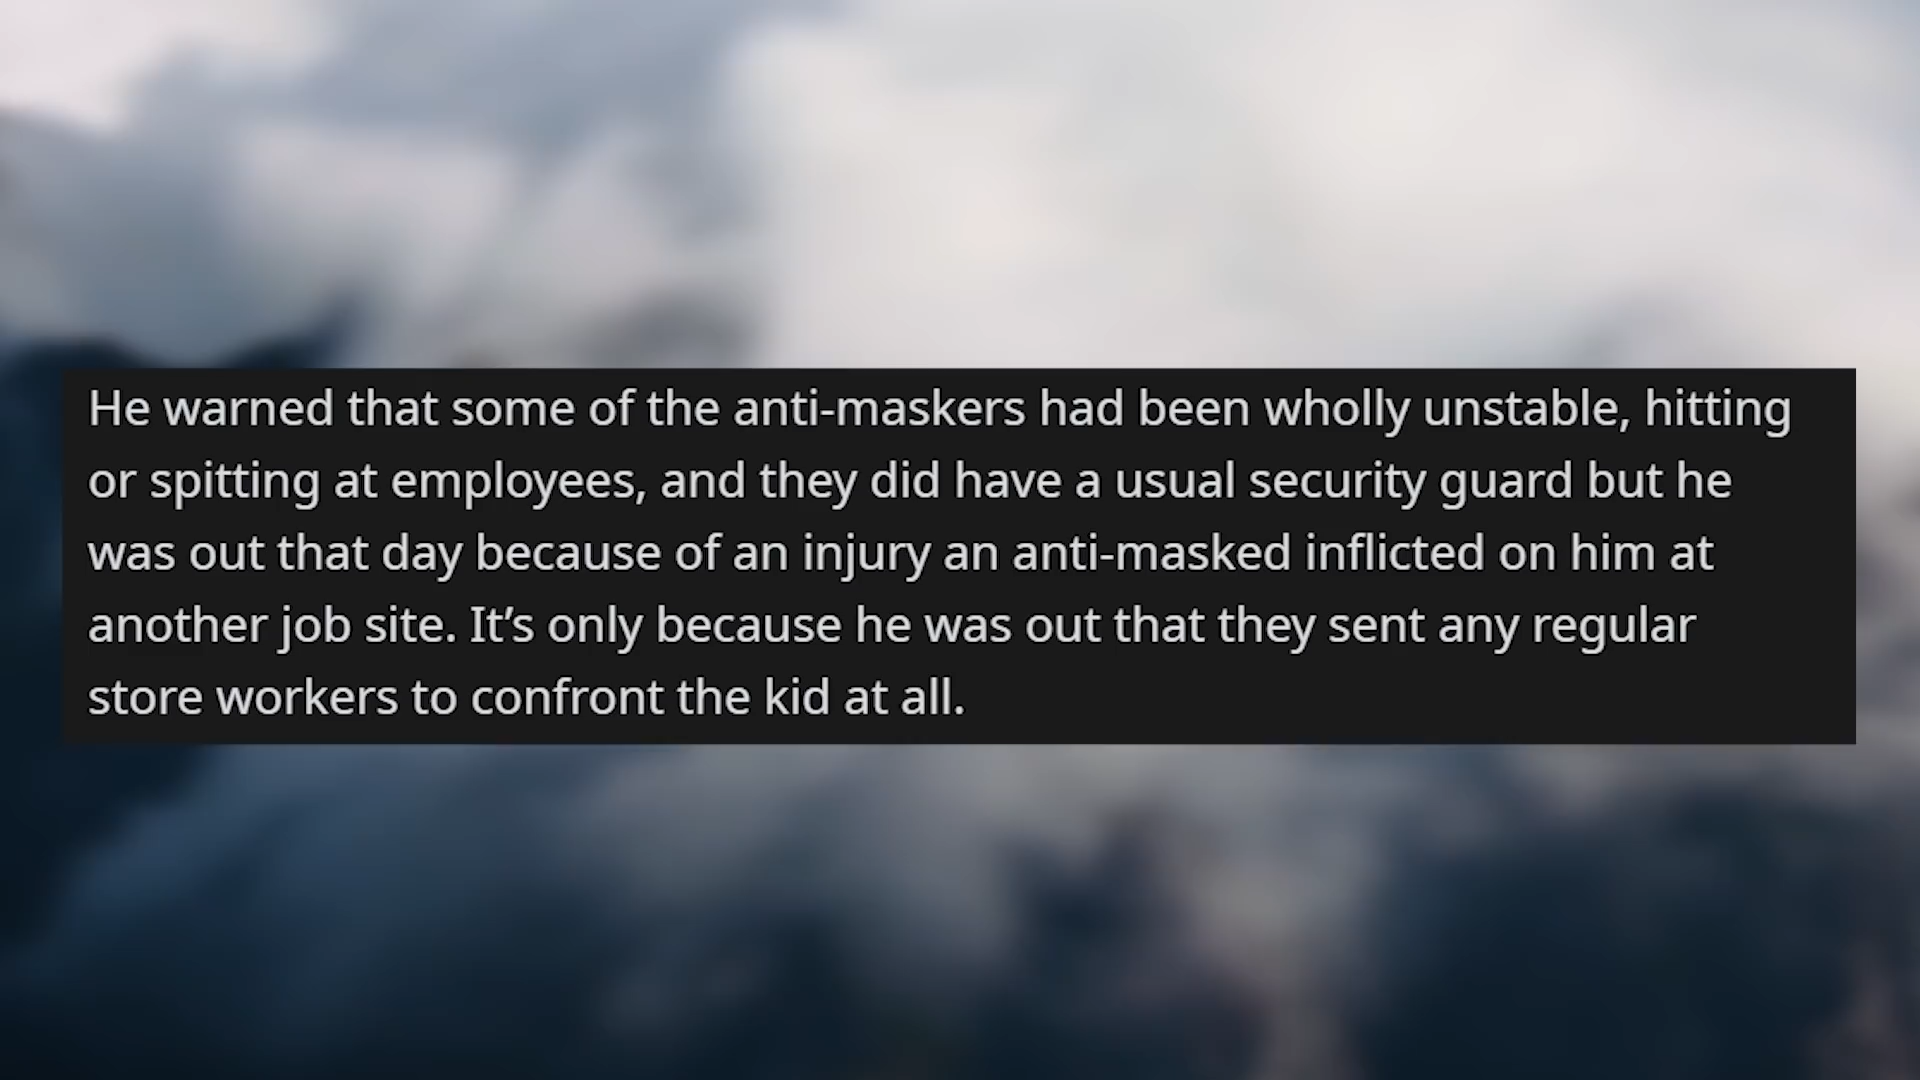 He warned that some of the anti-maskers had been wholly unstable, hitting
or spitting at employees, and they did have a usual security guard but he
was out that day because of an injury an anti-masked inflicted on him at
another job site. It’s only because he was out that they sent any regular
store workers to confront the kid at all.